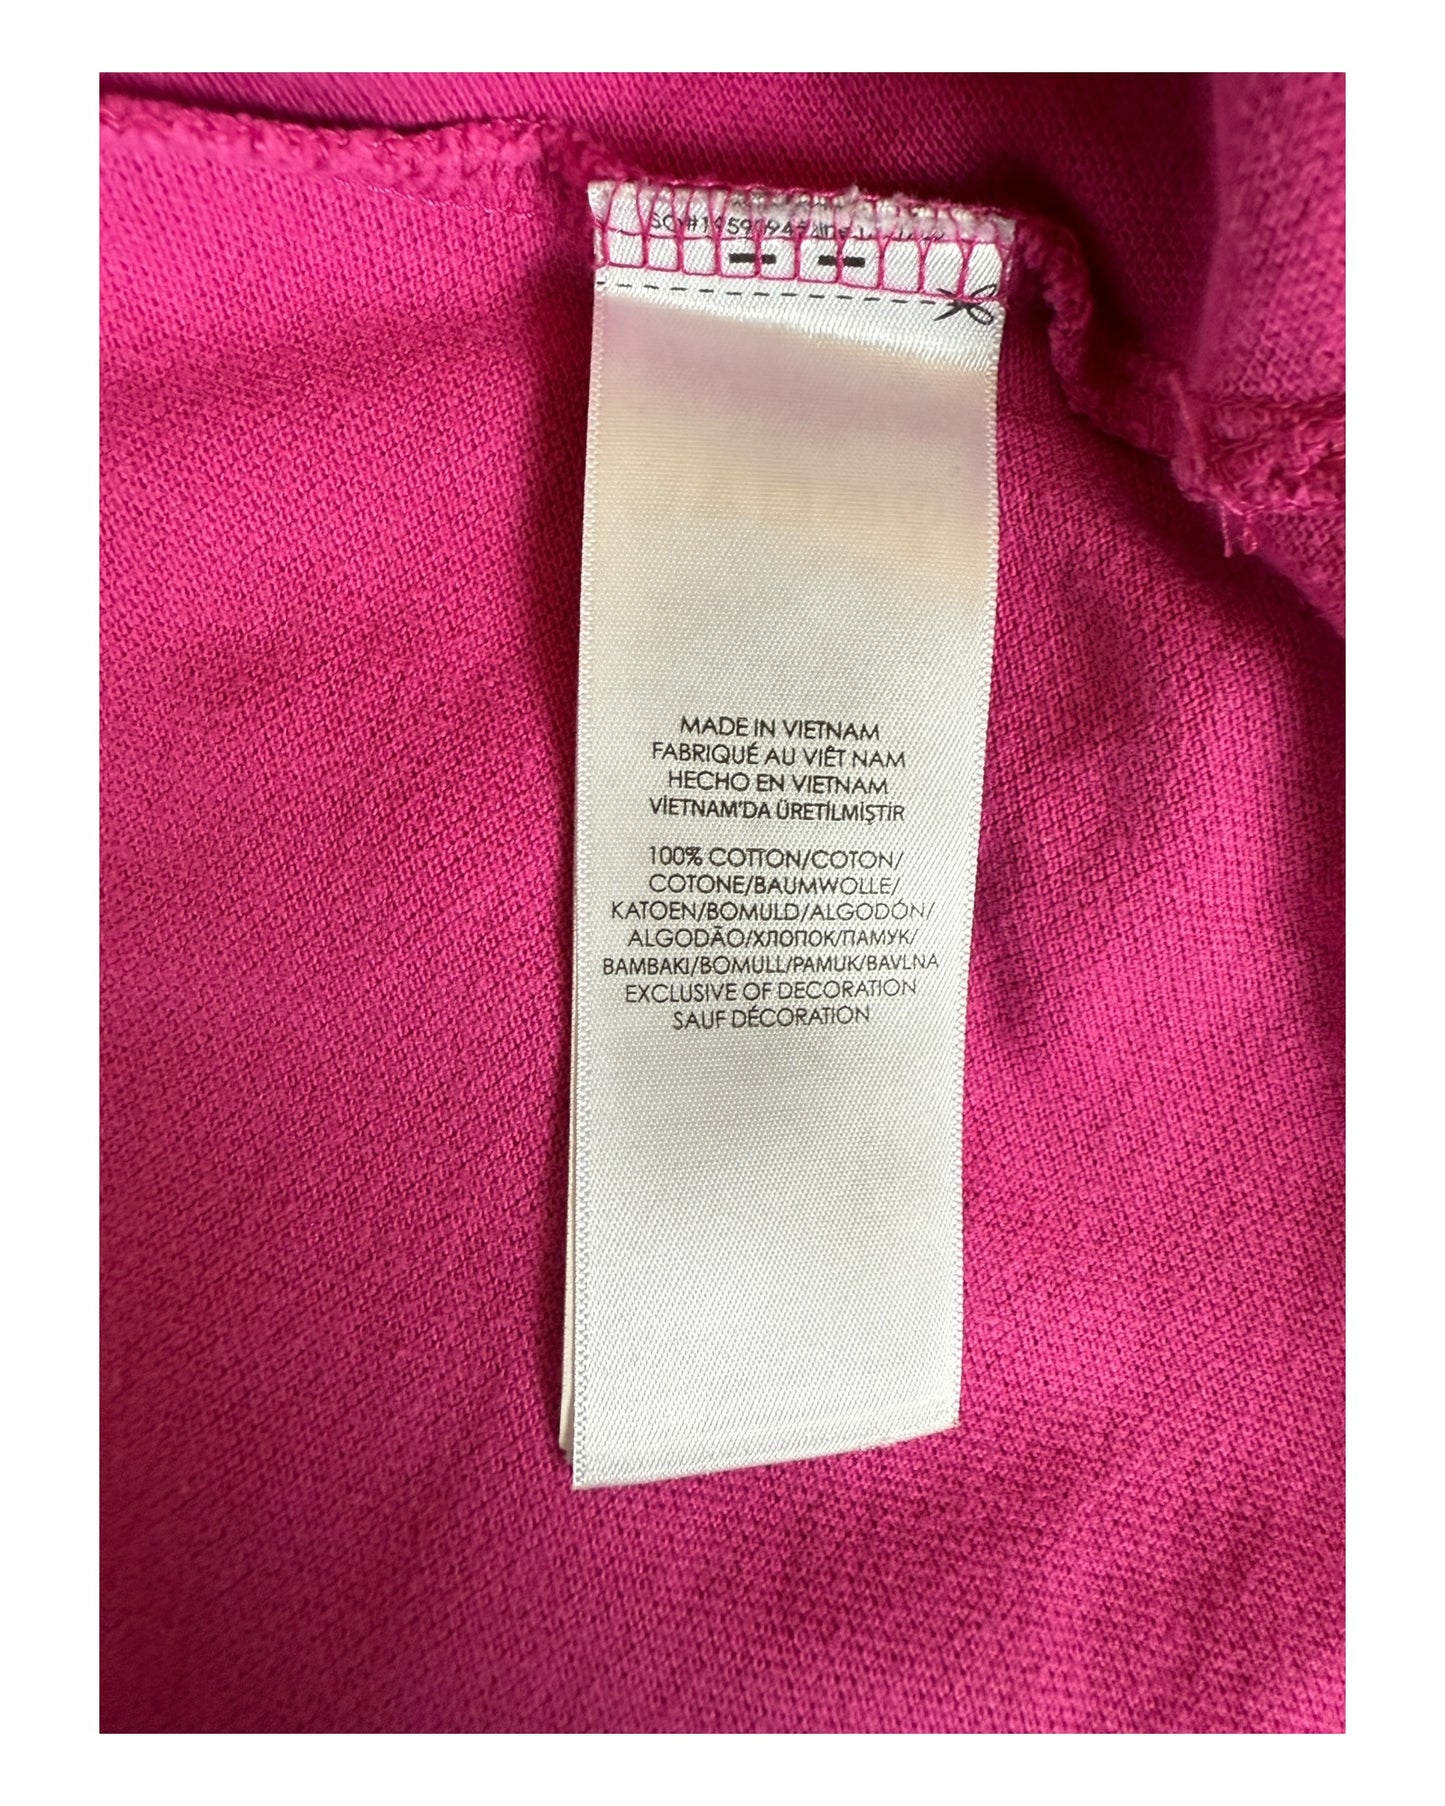 MADE IN VIETNAM
FABRIQUÉ AU VIÊT NAM
HECHO EN VIETNAM
VİETNAM'DA ÜRETİLMİŞTİR
100% COTTON/COTON/
COTONE/BAUMWOLLE/
KATOEN/BOMULD/ALGODÓN/
ALGODÃO/ХЛОПОК/ПАМУК/
BAMBAKI/BOMULL/PAMUK/BAVLNA
EXCLUSIVE OF DECORATION
SAUF DÉCORATION